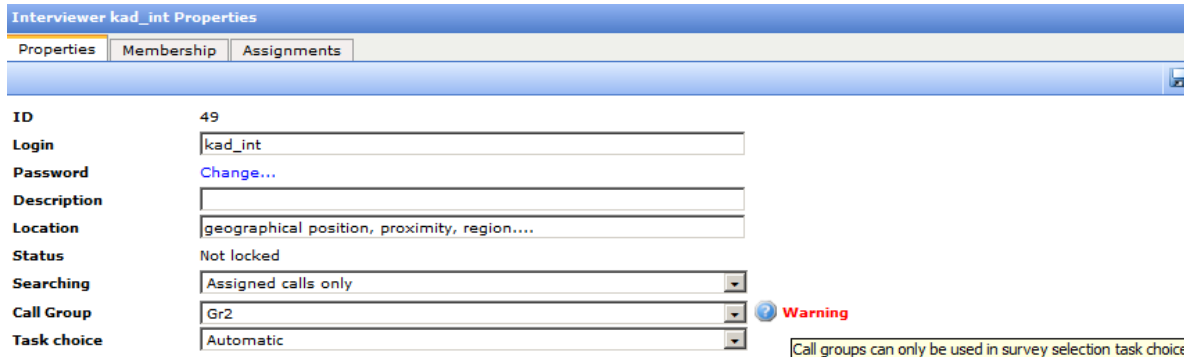 Interviewer kad_int Properties
Properties Membership Assignments
ID 49
Login kad_int
Password Change...
Description
Location geographical position, proximity, region....
Status Not locked
Searching Assigned calls only
Call Group Gr2 Warning
Task choice Automatic
Call groups can only be used in survey selection task choice